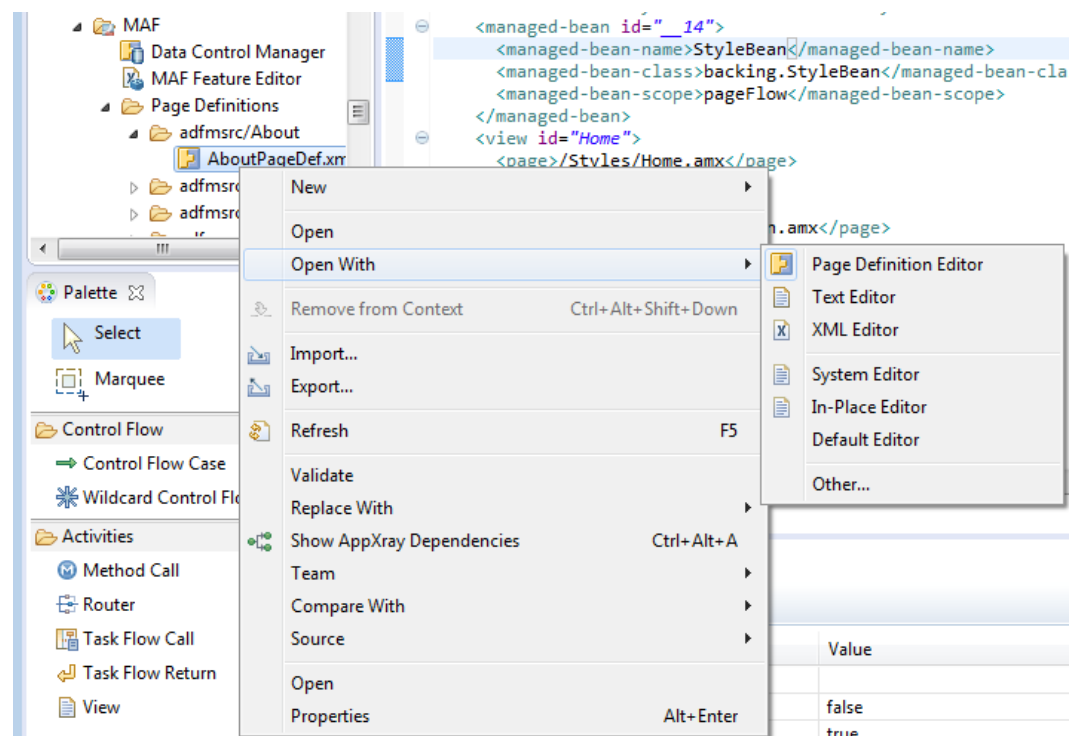 MAF
Data Control Manager
MAF Feature Editor
Page Definitions
adfmsrc/About
AboutPageDef.xm
adfmsr
adfmsr
<managed-bean id="__14">
<managed-bean-name>StyleBean</managed-bean-name>
<managed-bean-class>backing.StyleBean</managed-bean-cla
<managed-bean-scope>pageFlow</managed-bean-scope>
</managed-bean>
<view id="Home">
<page>/Styles/Home.amx</page>
n.amx</page>
Palette
Select
Marquee
Control Flow
Control Flow Case
Wildcard Control Flo
Activities
Method Call
Router
Task Flow Call
Task Flow Return
View
New
Open
Open With
Remove from Context Ctrl+Alt+Shift+Down
Import...
Export...
Refresh F5
Validate
Replace With
Show AppXray Dependencies Ctrl+Alt+A
Team
Compare With
Source
Open
Properties Alt+Enter
Page Definition Editor
Text Editor
XML Editor
System Editor
In-Place Editor
Default Editor
Other...
Value
false
true